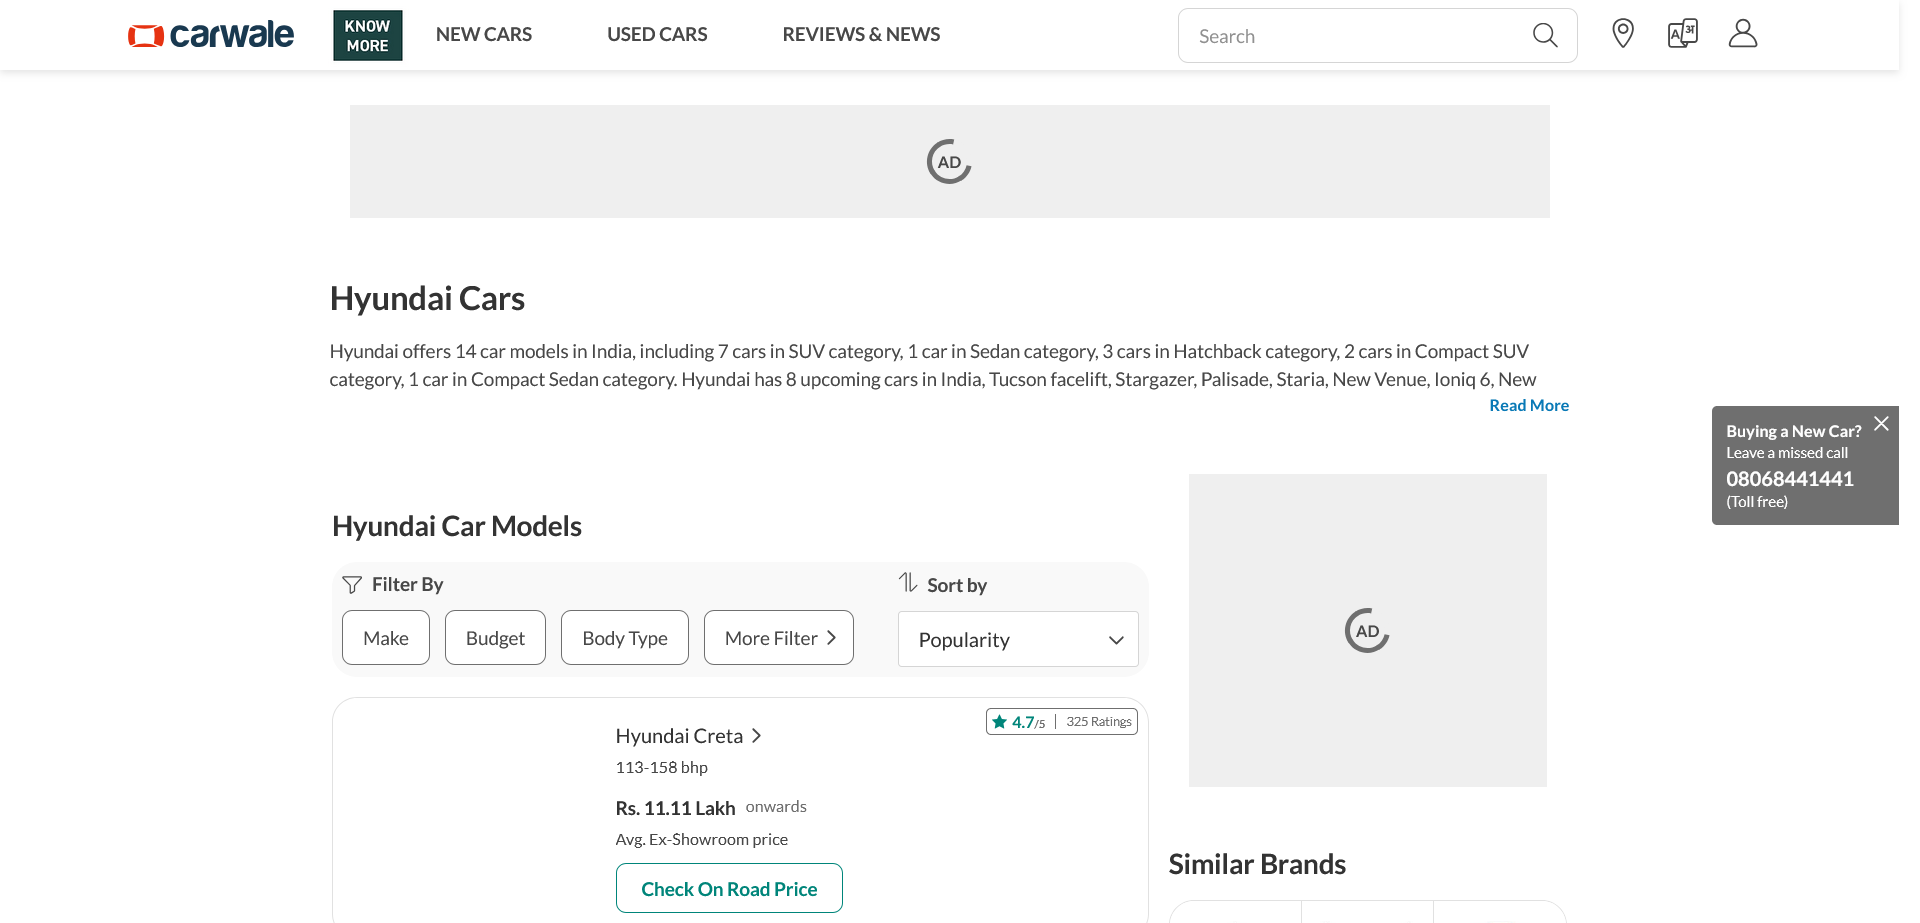 carwale
KNOW
MORE
NEW CARS
USED CARS
REVIEWS & NEWS
Search
A अ
AD
Hyundai Cars
Hyundai offers 14 car models in India, including 7 cars in SUV category, 1 car in Sedan category, 3 cars in Hatchback category, 2 cars in Compact SUV
category, 1 car in Compact Sedan category. Hyundai has 8 upcoming cars in India, Tucson facelift, Stargazer, Palisade, Staria, New Venue, Ioniq 6, New
Read More
Buying a New Car?
Leave a missed call
08068441441
(Toll free)
Hyundai Car Models
Filter By
Sort by
Make
Budget
Body Type
More Filter
Popularity
AD
4.7/5 | 325 Ratings
Hyundai Creta
113-158 bhp
Rs. 11.11 Lakh onwards
Avg. Ex-Showroom price
Check On Road Price
Similar Brands